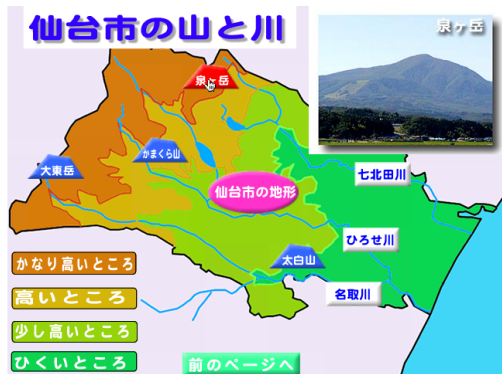 仙台市の山と川
泉ヶ岳
泉ヶ岳
かまくら山
大東岳
七北田川
仙台市の地形
ひろせ川
太白山
名取川
かなり高いところ
高いところ
少し高いところ
ひくいところ
前のページへ